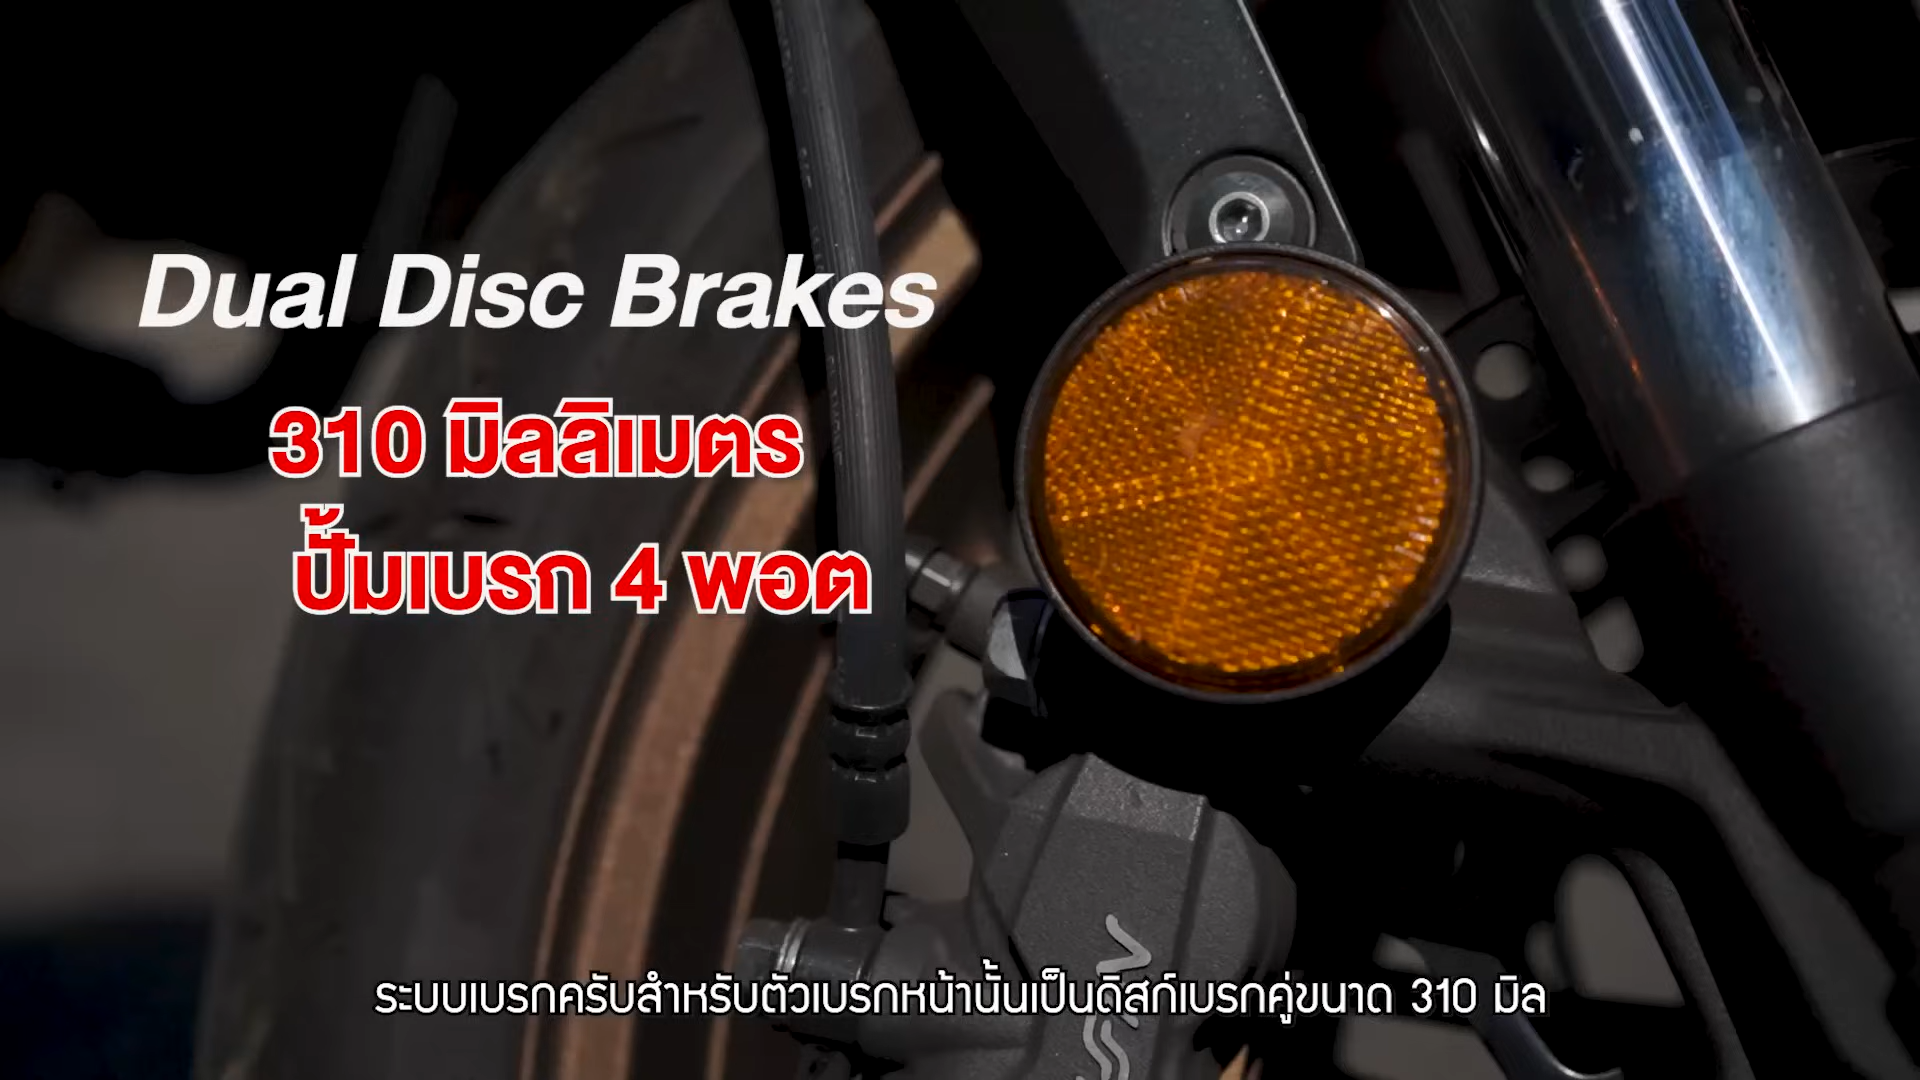 Dual Disc Brakes
310 มิลลิเมตร
ปั้มเบรก 4 พอต
ระบบเบรกครับสำหรับตัวเบรกหน้านั้นเป็นดิสก์เบรกคู่ขนาด 310 มิล